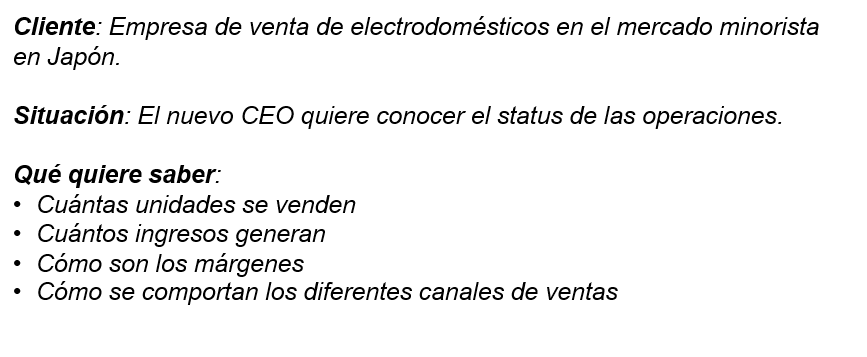 Cliente: Empresa de venta de electrodomésticos en el mercado minorista
en Japón.
Situación: El nuevo CEO quiere conocer el status de las operaciones.
Qué quiere saber:
• Cuántas unidades se venden
• Cuántos ingresos generan
• Cómo son los márgenes
• Cómo se comportan los diferentes canales de ventas